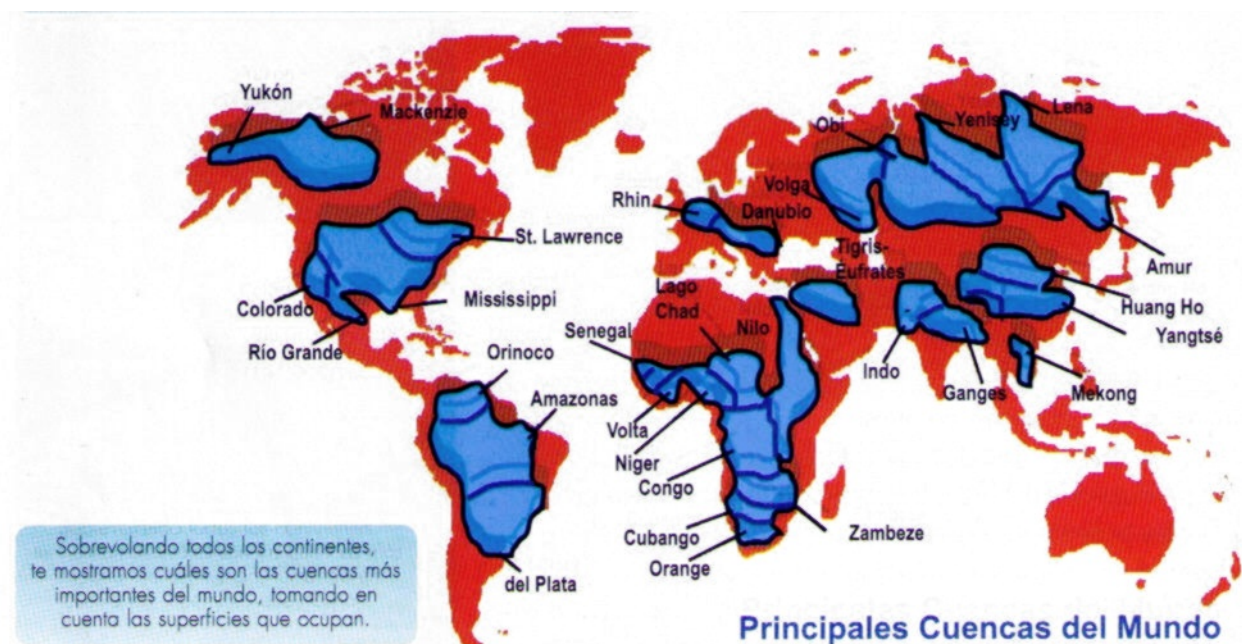 Yukón
Mackenzie
St. Lawrence
Colorado
Mississippi
Río Grande
Orinoco
Amazonas
del Plata
Rhin
Volga
Danubio
Obi
Yenisey
Lena
Tigris-
Eufrates
Amur
Huang Ho
Yangtsé
Lago
Chad
Nilo
Senegal
Indo
Ganges
Mekong
Volta
Niger
Congo
Cubango
Orange
Zambeze
Sobrevolando todos los continentes,
te mostramos cuáles son las cuencas más
importantes del mundo, tomando en
cuenta las superficies que ocupan.
Principales Cuencas del Mundo